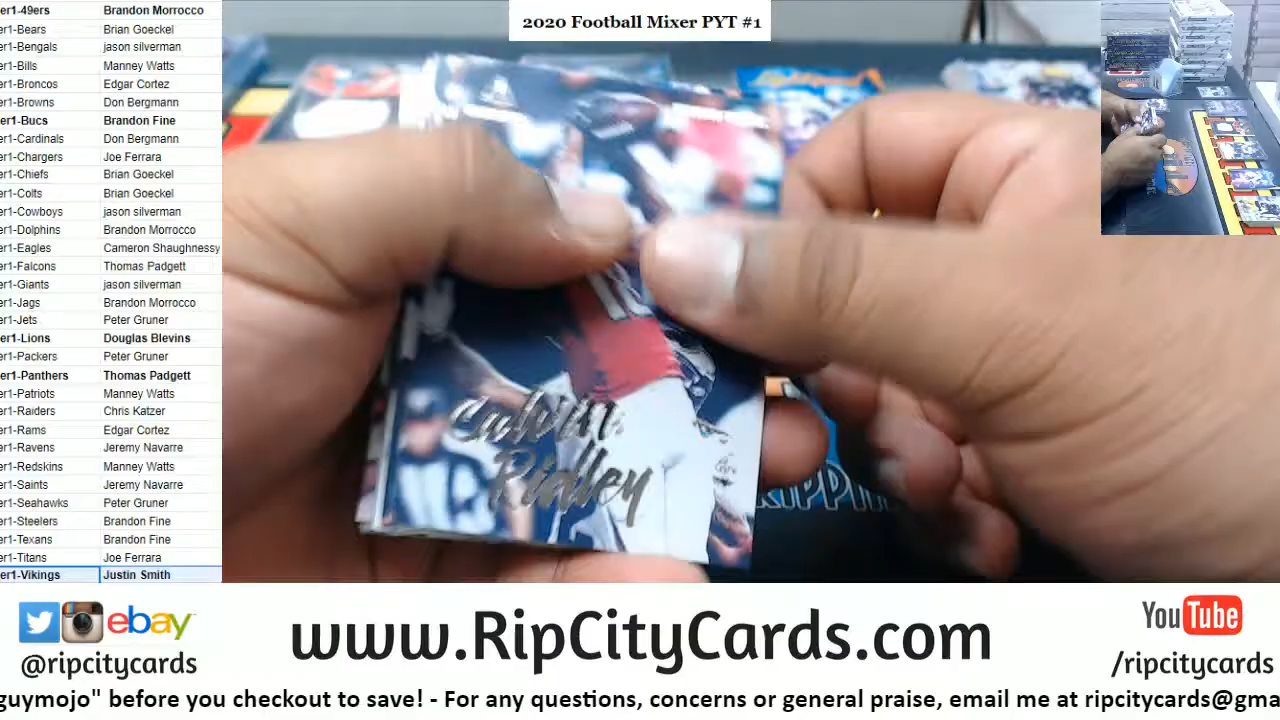 2020 Football Mixer PYT #1
er1-49ers Brandon Morrocco
er1-Bears Brian Goeckel
er1-Bengals jason silverman
er1-Bills Manney Watts
er1-Broncos Edgar Cortez
er1-Browns Don Bergmann
er1-Bucs Brandon Fine
er1-Cardinals Don Bergmann
er1-Chargers Joe Ferrara
er1-Chiefs Brian Goeckel
er1-Colts Brian Goeckel
er1-Cowboys jason silverman
er1-Dolphins Brandon Morrocco
er1-Eagles Cameron Shaughnessy
er1-Falcons Thomas Padgett
er1-Giants jason silverman
er1-Jags Brandon Morrocco
er1-Jets Peter Gruner
er1-Lions Douglas Blevins
er1-Packers Peter Gruner
er1-Panthers Thomas Padgett
er1-Patriots Manney Watts
er1-Raiders Chris Katzer
er1-Rams Edgar Cortez
er1-Ravens Jeremy Navarre
er1-Redskins Manney Watts
er1-Saints Jeremy Navarre
er1-Seahawks Peter Gruner
er1-Steelers Brandon Fine
er1-Texans Brandon Fine
er1-Titans Joe Ferrara
er1-Vikings Justin Smith
Calvin
Ridley
RIPPIN
ebay
@ripcitycards
www.RipCityCards.com
YouTube
/ripcitycards
guymojo" before you checkout to save! - For any questions, concerns or general praise, email me at ripcitycards@gma